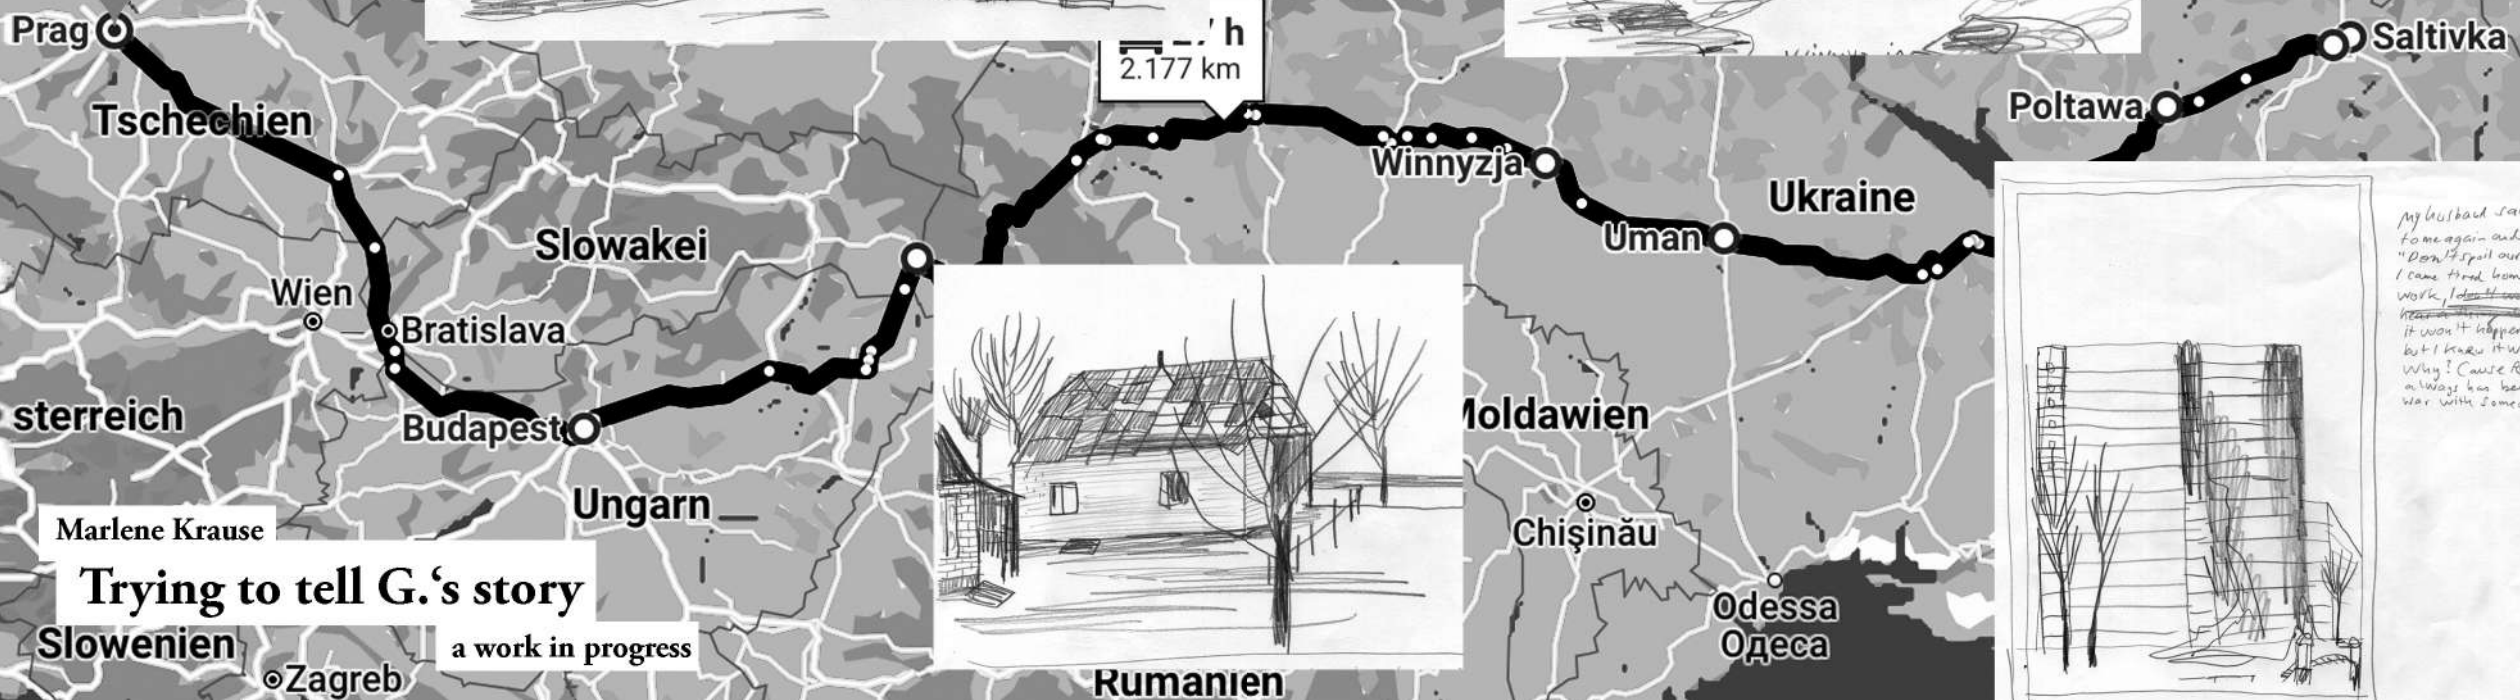 Prag
Tschechien
Wien
Bratislava
sterreich
Slowakei
Budapest
Ungarn
Marlene Krause
Trying to tell G.‘s story
a work in progress
Slowenien
Zagreb
7 h
2.177 km
Winnyzja
Uman
Ukraine
Poltawa
Saltivka
Moldawien
Chişinău
Odessa
Одеса
Rumänien
My husband sa
to me again and
"Don't spoil our
I came tired hom
work, I don't
it won't happen
but I knew it w
Why? Cause R
always has be
war with some